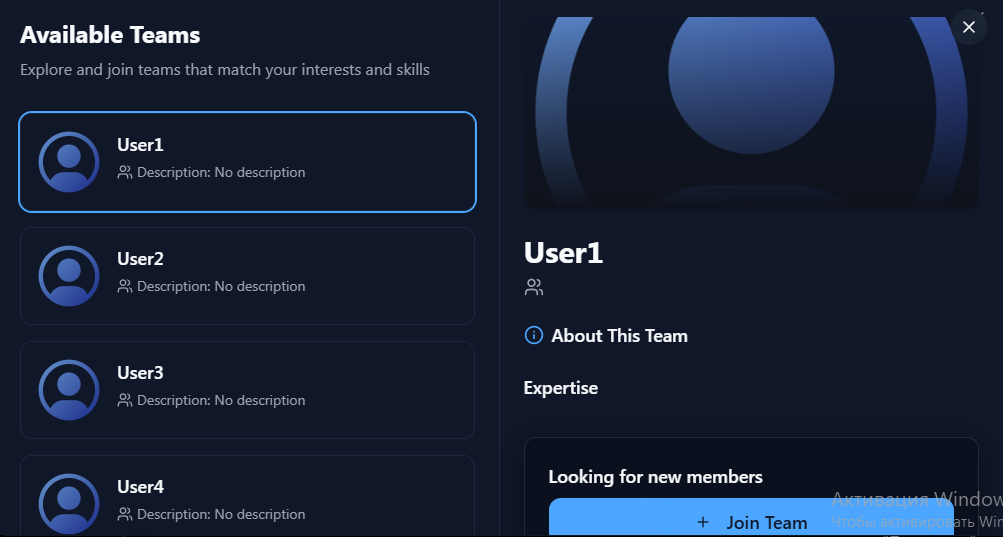 Available Teams
Explore and join teams that match your interests and skills
User1
Description: No description
User2
Description: No description
User3
Description: No description
User4
Description: No description
User1
About This Team
Expertise
Looking for new members
+ Join Team
Активация Window
Чтобы активировать Win